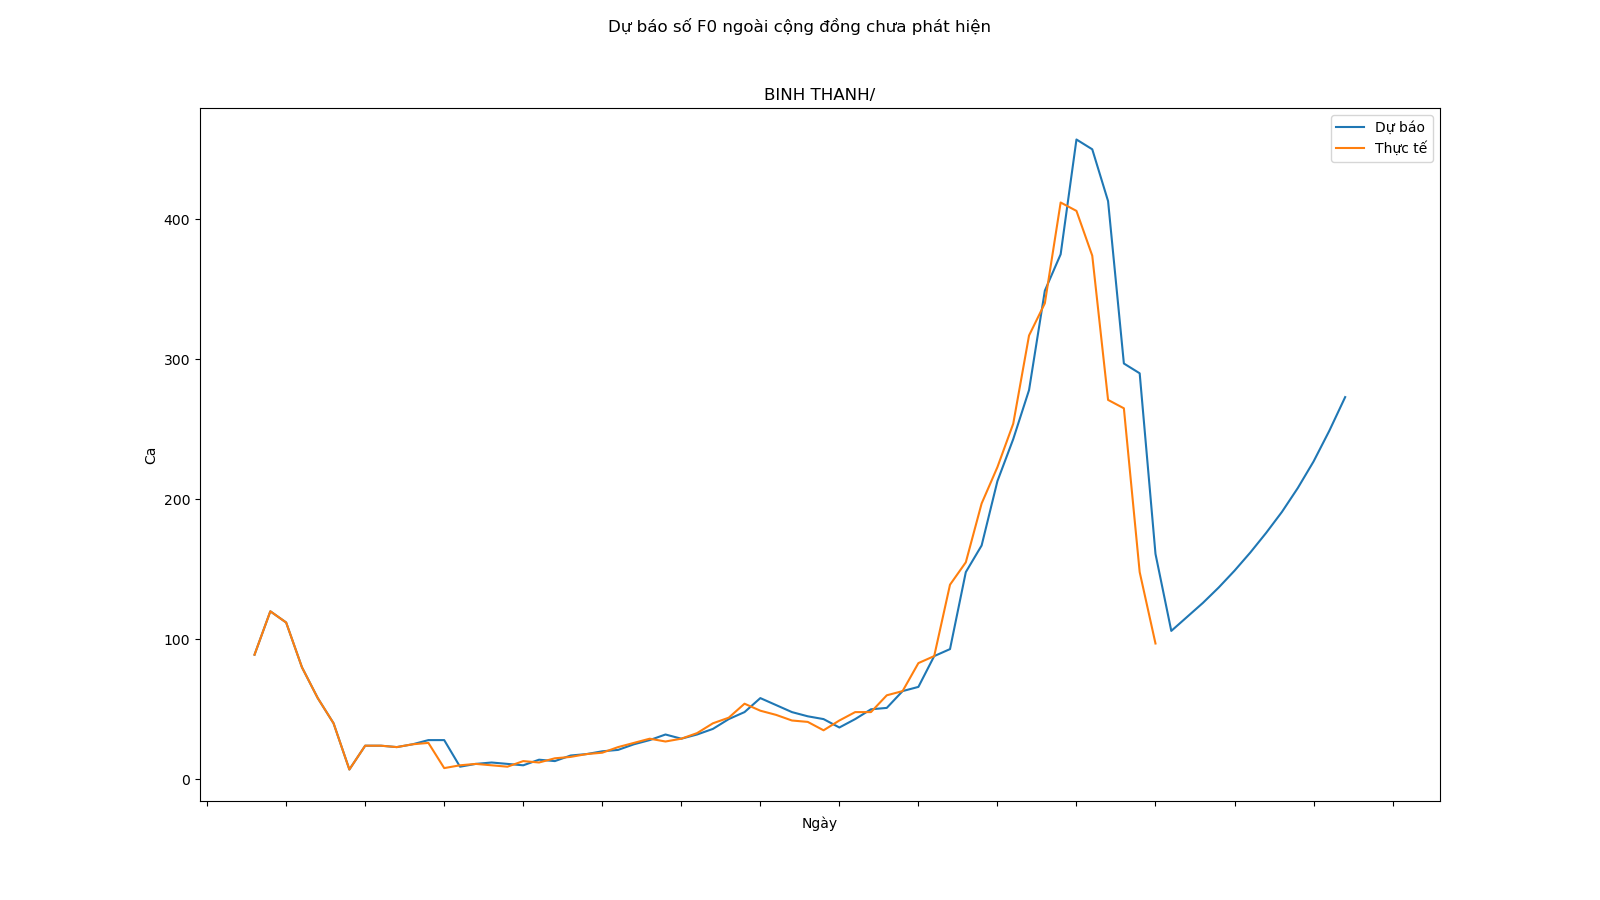 Dự báo số F0 ngoài cộng đồng chưa phát hiện
BINH THANH/
Dự báo
Thực tế
400
300
200
100
0
Ca
Ngày